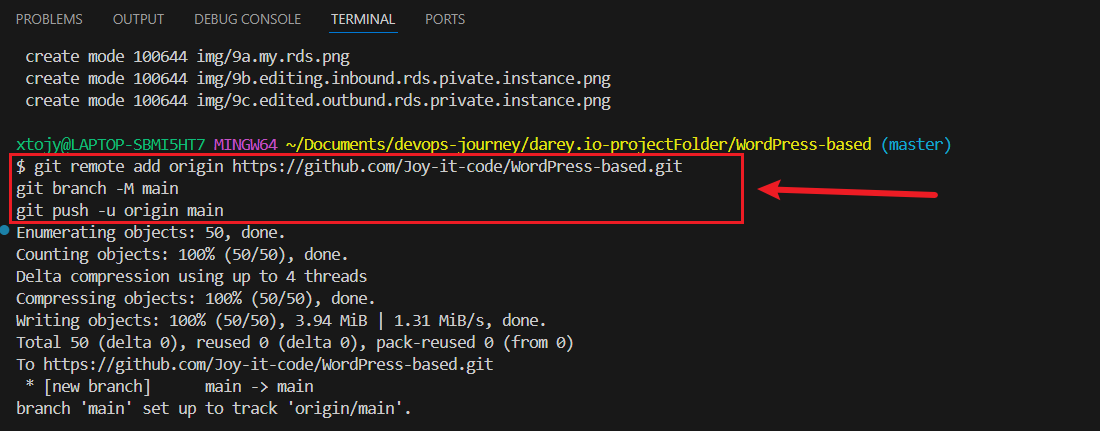 PROBLEMS OUTPUT DEBUG CONSOLE TERMINAL PORTS
create mode 100644 img/9a.my.rds.png
create mode 100644 img/9b.editing.inbound.rds.pivate.instance.png
create mode 100644 img/9c.edited.outbund.rds.private.instance.png
xtojy@LAPTOP-SBMI5HT7 MINGW64 ~/Documents/devops-journey/darey.io-projectFolder/WordPress-based (master)
$ git remote add origin https://github.com/Joy-it-code/WordPress-based.git
git branch -M main
git push -u origin main
Enumerating objects: 50, done.
Counting objects: 100% (50/50), done.
Delta compression using up to 4 threads
Compressing objects: 100% (50/50), done.
Writing objects: 100% (50/50), 3.94 MiB | 1.31 MiB/s, done.
Total 50 (delta 0), reused 0 (delta 0), pack-reused 0 (from 0)
To https://github.com/Joy-it-code/WordPress-based.git
* [new branch] main -> main
branch 'main' set up to track 'origin/main'.